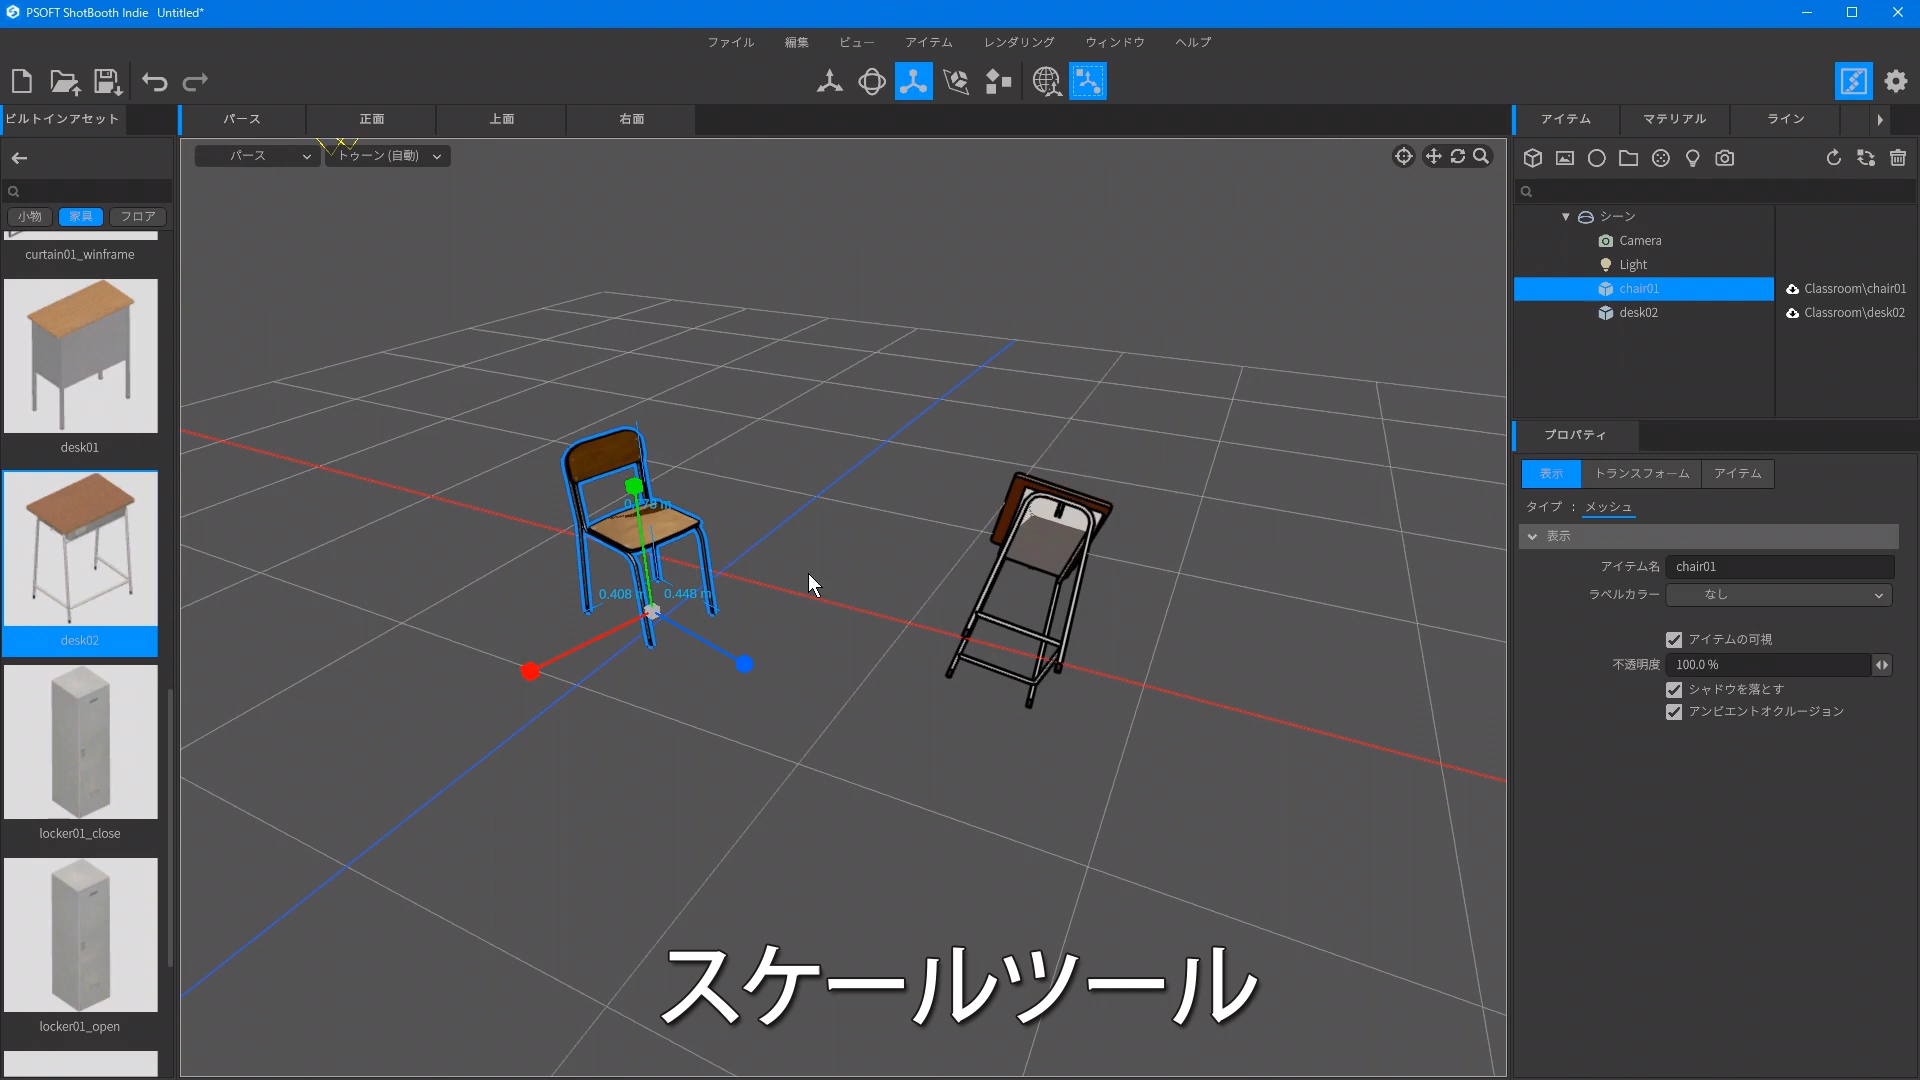 PSOFT ShotBooth Indie Untitled*
ファイル 編集 ビュー アイテム レンダリング ウィンドウ ヘルプ
ビルトインアセット
パース 正面 上面 右面
アイテム マテリアル ライン
パース トゥーン (自動)
小物 家具 フロア
curtain01_winframe
desk01
desk02
locker01_close
locker01_open
0.408 m 0.448 m
スケールツール
シーン
Camera
Light
chair01 Classroom\chair01
desk02 Classroom\desk02
プロパティ
表示 トランスフォーム アイテム
タイプ : メッシュ
表示
アイテム名 chair01
ラベルカラー なし
アイテムの可視
不透明度 100.0 %
シャドウを落とす
アンビエントオクルージョン